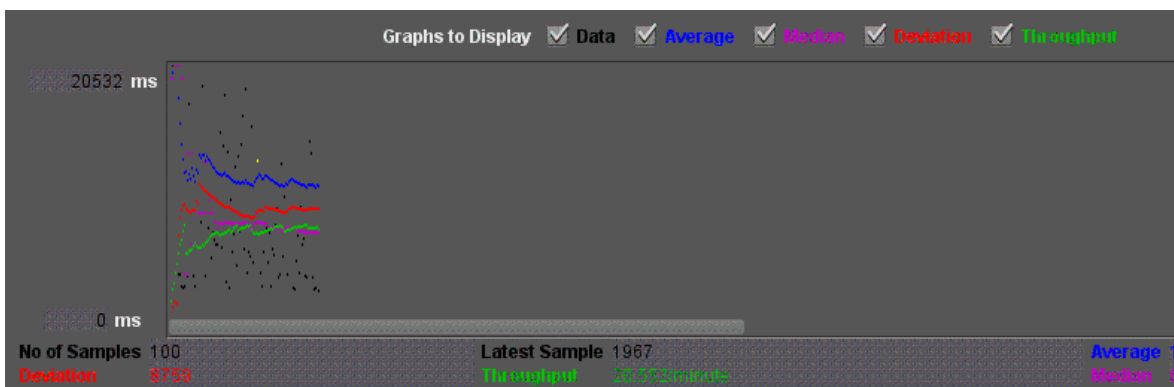 Graphs to Display Data Average Median Deviation Throughput
20532 ms
0 ms
No of Samples 100 Latest Sample 1967 Average
Deviation 8759 Throughput Median